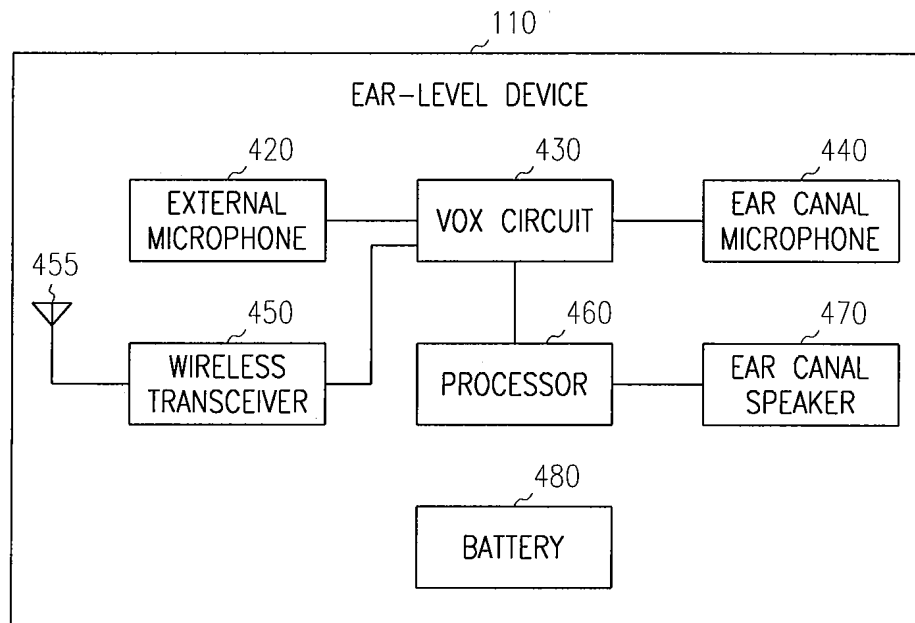 110
EAR-LEVEL DEVICE
420
EXTERNAL
MICROPHONE
430
VOX CIRCUIT
440
EAR CANAL
MICROPHONE
455
450
WIRELESS
TRANSCEIVER
460
PROCESSOR
470
EAR CANAL
SPEAKER
480
BATTERY